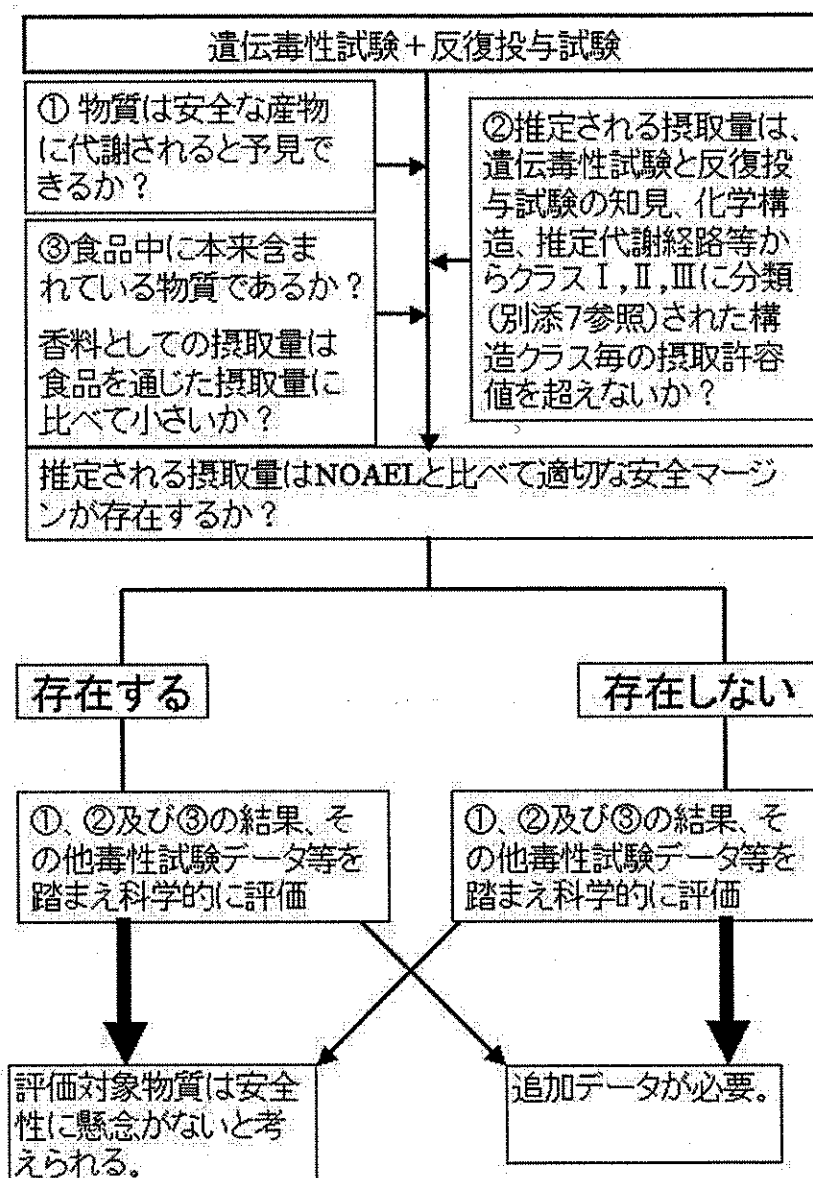 遺伝毒性試験＋反復投与試験
① 物質は安全な産物
に代謝されると予見で
きるか？
②推定される摂取量は、
遺伝毒性試験と反復投
与試験の知見、化学構
造、推定代謝経路等か
らクラスⅠ,Ⅱ,Ⅲに分類
(別添7参照)された構
造クラス毎の摂取許容
値を超えないか？
③食品中に本来含ま
れている物質であるか？
香料としての摂取量は
食品を通じた摂取量に
比べて小さいか？
推定される摂取量はNOAELと比べて適切な安全マージ
ンが存在するか？
存在する
存在しない
①、②及び③の結果、そ
の他毒性試験データ等を
踏まえ科学的に評価
①、②及び③の結果、そ
の他毒性試験データ等を
踏まえ科学的に評価
評価対象物質は安全
性に懸念がないと考
えられる。
追加データが必要。